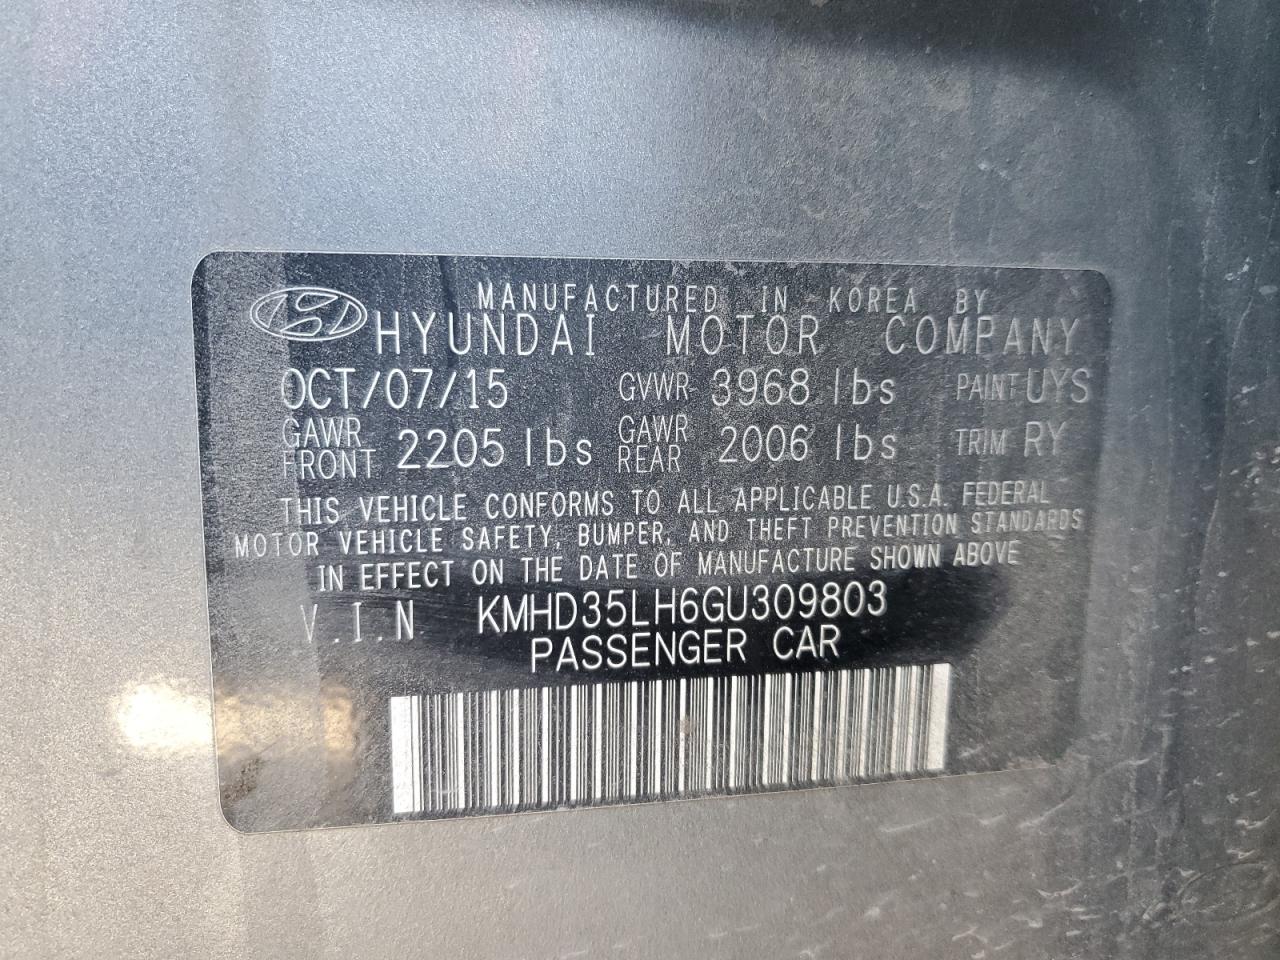 MANUFACTURED IN KOREA BY
HYUNDAI MOTOR COMPANY
OCT/07/15 GVWR 3968 lbs PAINT UYS
GAWR FRONT 2205 lbs GAWR REAR 2006 lbs TRIM RY
THIS VEHICLE CONFORMS TO ALL APPLICABLE U.S.A. FEDERAL
MOTOR VEHICLE SAFETY, BUMPER, AND THEFT PREVENTION STANDARDS
IN EFFECT ON THE DATE OF MANUFACTURE SHOWN ABOVE
V.I.N KMHD35LH6GU309803
PASSENGER CAR